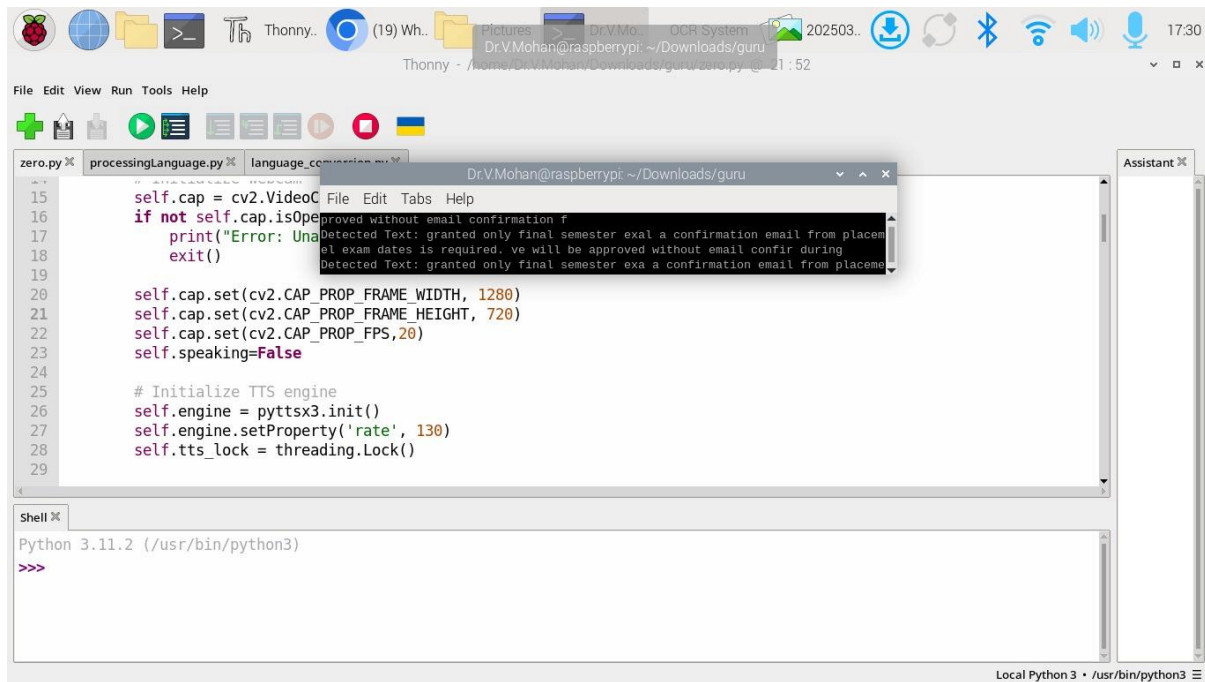 Thonny..
(19) Wh..
Pictures
Dr.V.Mo..
OCR System
202503..
17:30
Dr.V.Mohan@raspberrypi: ~/Downloads/guru
Thonny - /home/Dr.V.Mohan/Downloads/guru/zero.py @ 21 : 52
File Edit View Run Tools Help
zero.py processingLanguage.py language_conversion.py
Assistant
Dr.V.Mohan@raspberrypi: ~/Downloads/guru
File Edit Tabs Help
proved without email confirmation f
Detected Text: granted only final semester exal a confirmation email from placem
el exam dates is required. ve will be approved without email confir during
Detected Text: granted only final semester exa a confirmation email from placeme
15 self.cap = cv2.VideoC
16 if not self.cap.isOpe
17 print("Error: Una
18 exit()
19
20 self.cap.set(cv2.CAP_PROP_FRAME_WIDTH, 1280)
21 self.cap.set(cv2.CAP_PROP_FRAME_HEIGHT, 720)
22 self.cap.set(cv2.CAP_PROP_FPS,20)
23 self.speaking=False
24
25 # Initialize TTS engine
26 self.engine = pyttsx3.init()
27 self.engine.setProperty('rate', 130)
28 self.tts_lock = threading.Lock()
29
Shell
Python 3.11.2 (/usr/bin/python3)
>>>
Local Python 3 • /usr/bin/python3 ☰